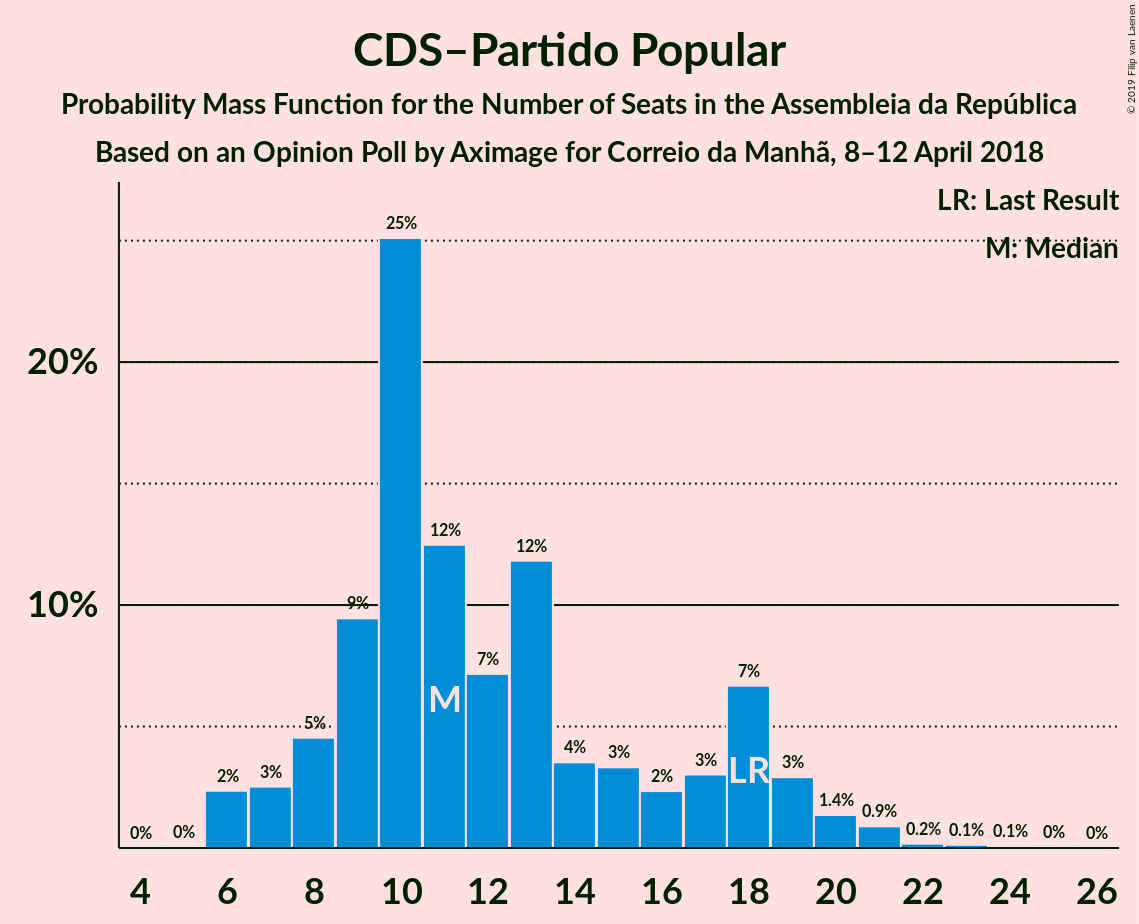 CDS–Partido Popular
Probability Mass Function for the Number of Seats in the Assembleia da República
Based on an Opinion Poll by Aximage for Correio da Manhã, 8–12 April 2018
© 2019 Filip van Laenen
LR: Last Result
M: Median
20%
10%
0% 0% 2% 3% 5% 9% 25% 12% 7% 12% 4% 3% 2% 3% 7% 3% 1.4% 0.9% 0.2% 0.1% 0.1% 0% 0%
M
LR
4 6 8 10 12 14 16 18 20 22 24 26